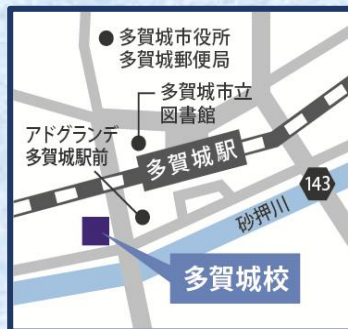 多賀城市役所
多賀城郵便局
多賀城市立
図書館
アドグランデ
多賀城駅前
多賀城駅
143
砂押川
多賀城校